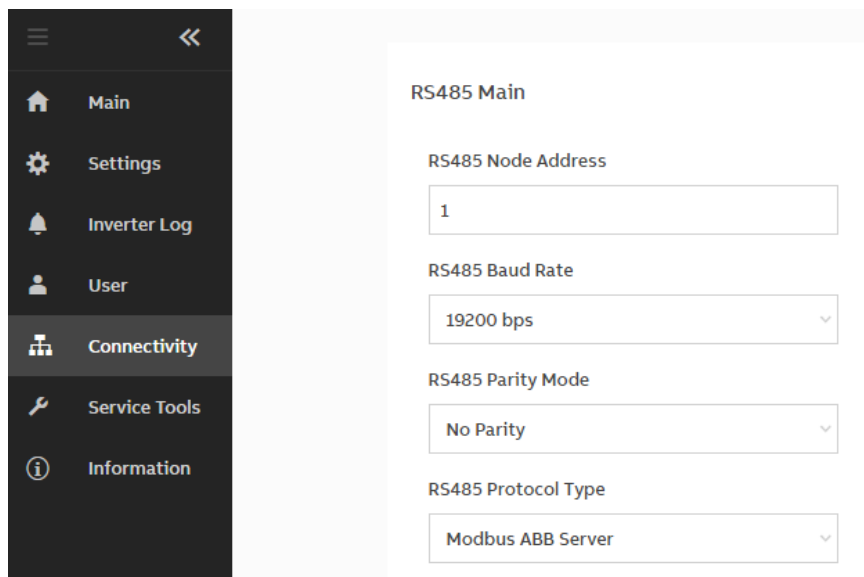 Main
Settings
Inverter Log
User
Connectivity
Service Tools
Information
RS485 Main
RS485 Node Address
1
RS485 Baud Rate
19200 bps
RS485 Parity Mode
No Parity
RS485 Protocol Type
Modbus ABB Server